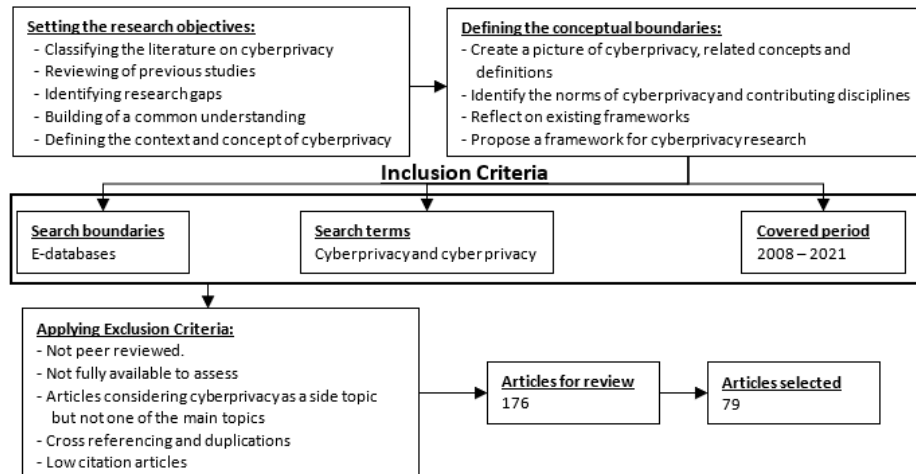 Setting the research objectives:
- Classifying the literature on cyberprivacy
- Reviewing of previous studies
- Identifying research gaps
- Building of a common understanding
- Defining the context and concept of cyberprivacy
Defining the conceptual boundaries:
- Create a picture of cyberprivacy, related concepts and
definitions
- Identify the norms of cyberprivacy and contributing disciplines
- Reflect on existing frameworks
- Propose a framework for cyberprivacy research
Inclusion Criteria
Search boundaries
E-databases
Search terms
Cyberprivacy and cyber privacy
Covered period
2008 – 2021
Applying Exclusion Criteria:
- Not peer reviewed.
- Not fully available to assess
- Articles considering cyberprivacy as a side topic
but not one of the main topics
- Cross referencing and duplications
- Low citation articles
Articles for review
176
Articles selected
79